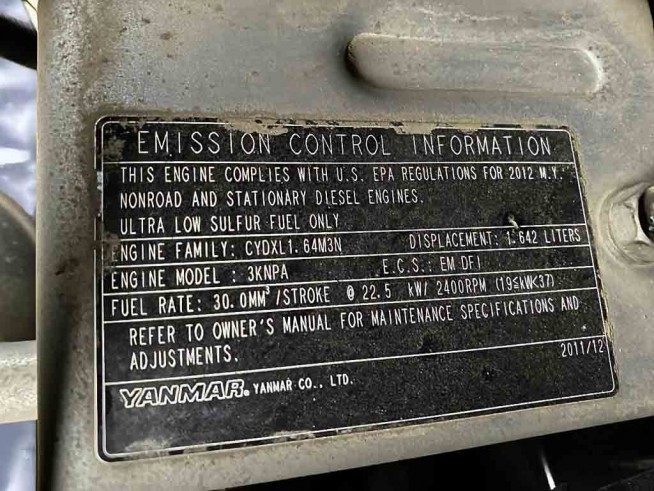 EMISSION CONTROL INFORMATION
THIS ENGINE COMPLIES WITH U.S. EPA REGULATIONS FOR 2012 M.Y.
NONROAD AND STATIONARY DIESEL ENGINES.
ULTRA LOW SULFUR FUEL ONLY
ENGINE FAMILY: CYDXL1.64M3N DISPLACEMENT: 1.642 LITERS
ENGINE MODEL : 3KNPA E.C.S.: EM DFI
FUEL RATE: 30.0MM³/STROKE @ 22.5 kW/ 2400RPM (19≦kW<37)
REFER TO OWNER'S MANUAL FOR MAINTENANCE SPECIFICATIONS AND
ADJUSTMENTS.
2011/12
YANMAR® YANMAR CO., LTD.